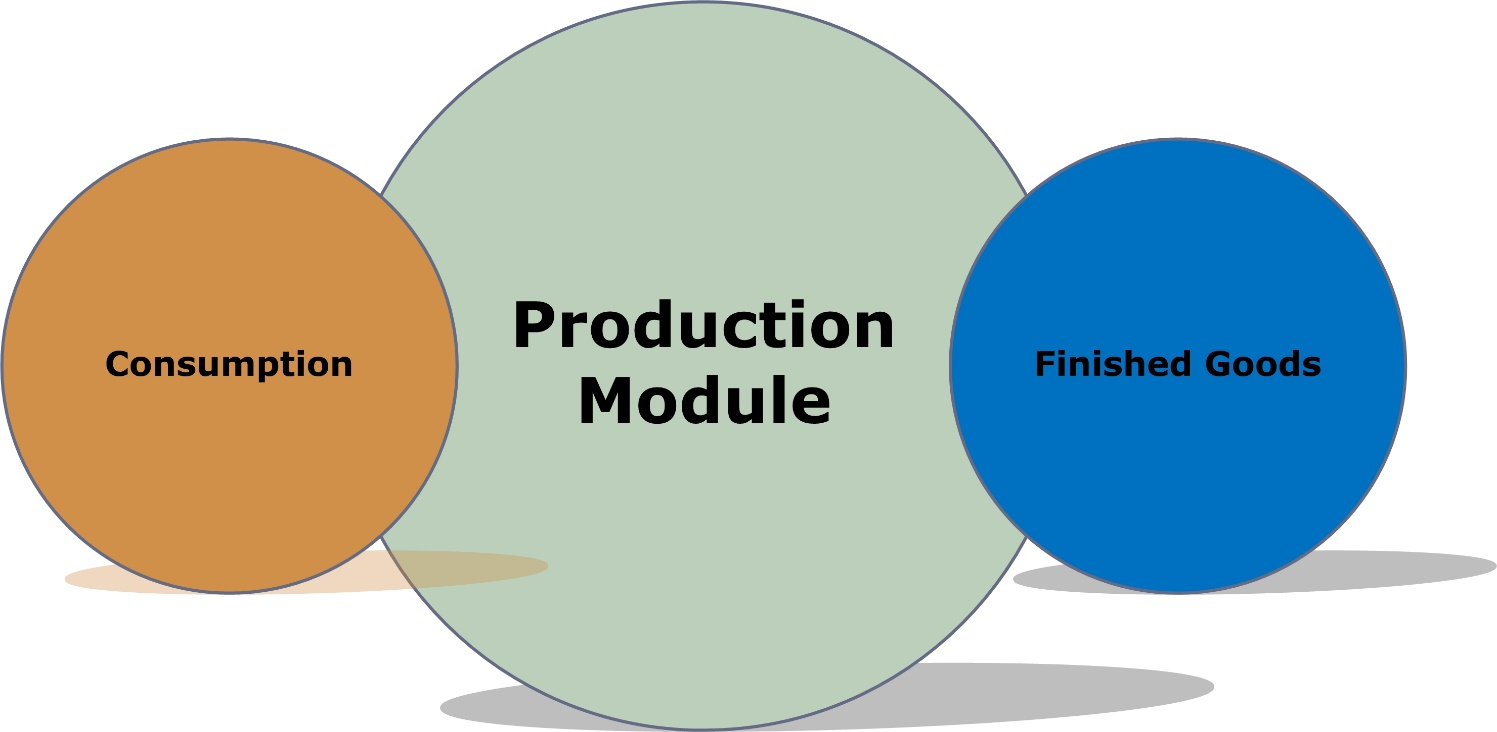 Consumption
Production
Module
Finished Goods